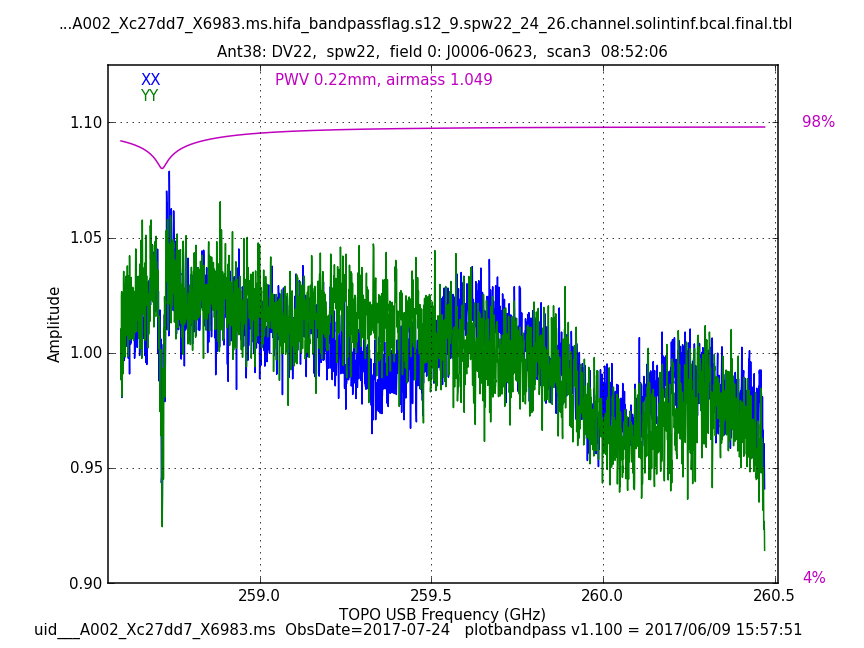 ...A002_Xc27dd7_X6983.ms.hifa_bandpassflag.s12_9.spw22_24_26.channel.solintinf.bcal.final.tbl
Ant38: DV22,  spw22,  field 0: J0006-0623,  scan3  08:52:06
XX
PWV 0.22mm, airmass 1.049
YY
98%
1.10
1.05
1.00
0.95
0.90
Amplitude
4%
259.0
259.5
260.0
260.5
TOPO USB Frequency (GHz)
uid___A002_Xc27dd7_X6983.ms  ObsDate=2017-07-24   plotbandpass v1.100 = 2017/06/09 15:57:51